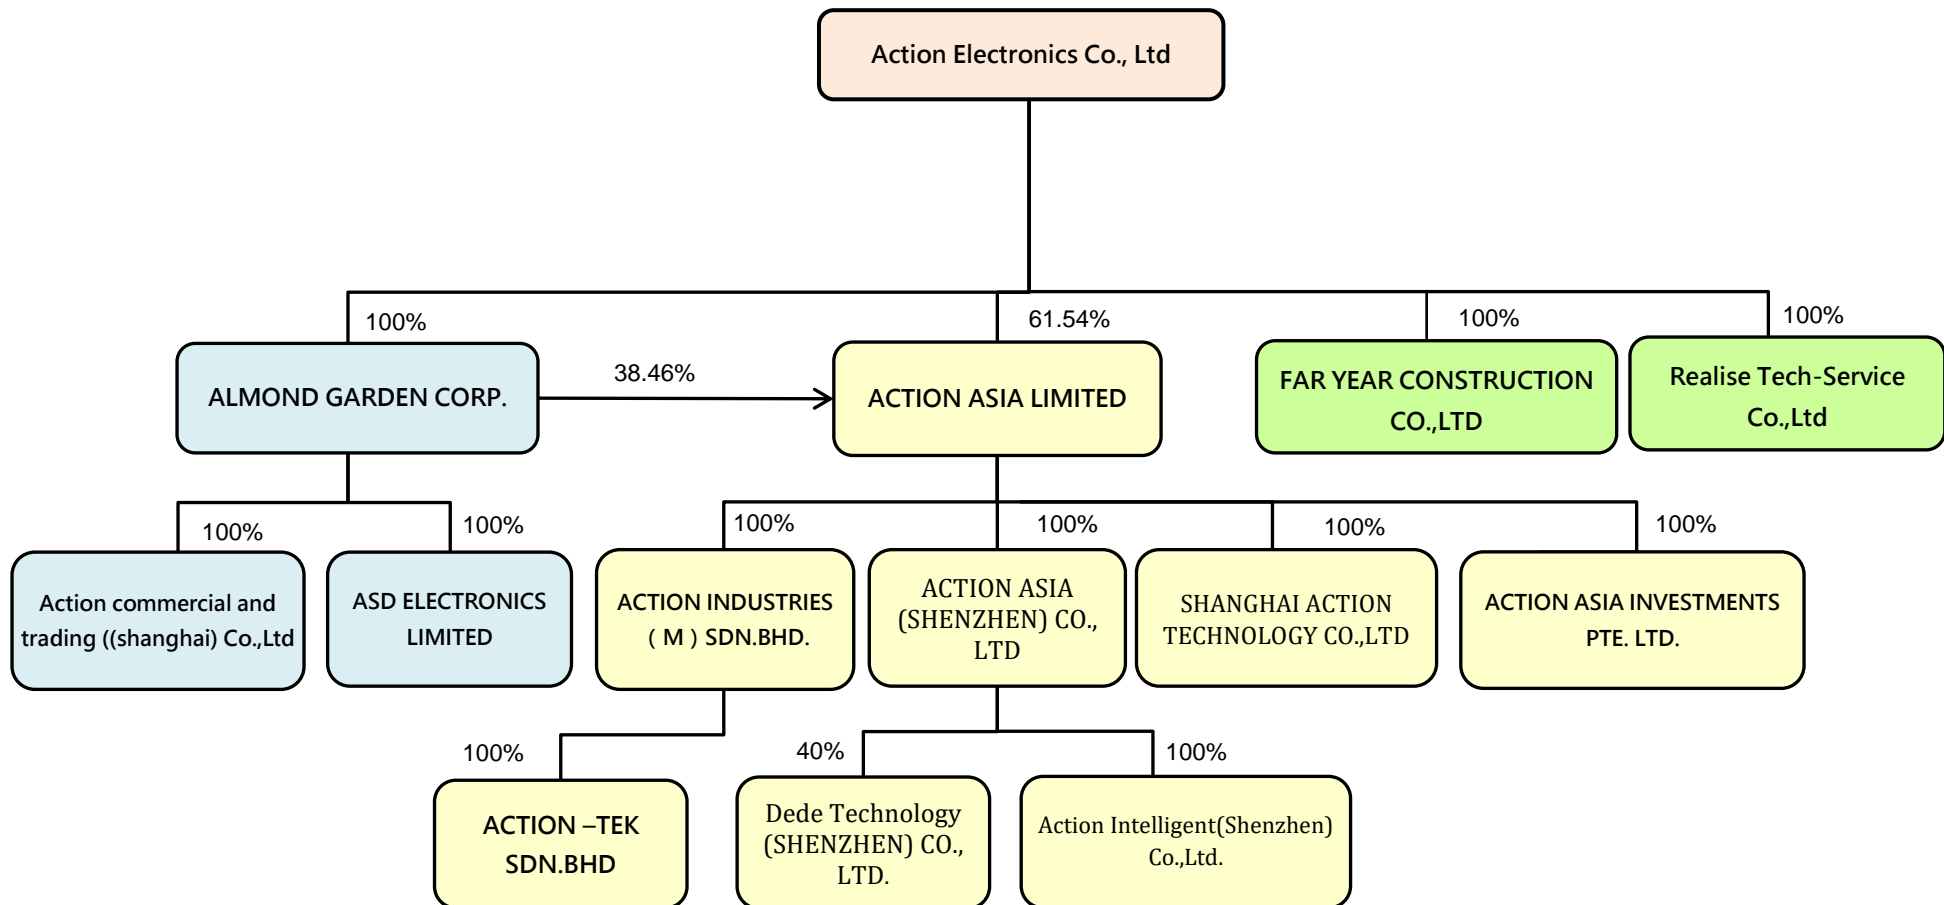 Action Electronics Co., Ltd
100%
61.54%
100%
100%
38.46%
ALMOND GARDEN CORP.
ACTION ASIA LIMITED
FAR YEAR CONSTRUCTION
CO.,LTD
Realise Tech-Service
Co.,Ltd
100%
100%
100%
100%
100%
100%
Action commercial and
trading ((shanghai) Co.,Ltd
ASD ELECTRONICS
LIMITED
ACTION INDUSTRIES
( M ) SDN.BHD.
ACTION ASIA
(SHENZHEN) CO.,
LTD
SHANGHAI ACTION
TECHNOLOGY CO.,LTD
ACTION ASIA INVESTMENTS
PTE. LTD.
100%
40%
100%
ACTION –TEK
SDN.BHD
Dede Technology
(SHENZHEN) CO.,
LTD.
Action Intelligent(Shenzhen)
Co.,Ltd.